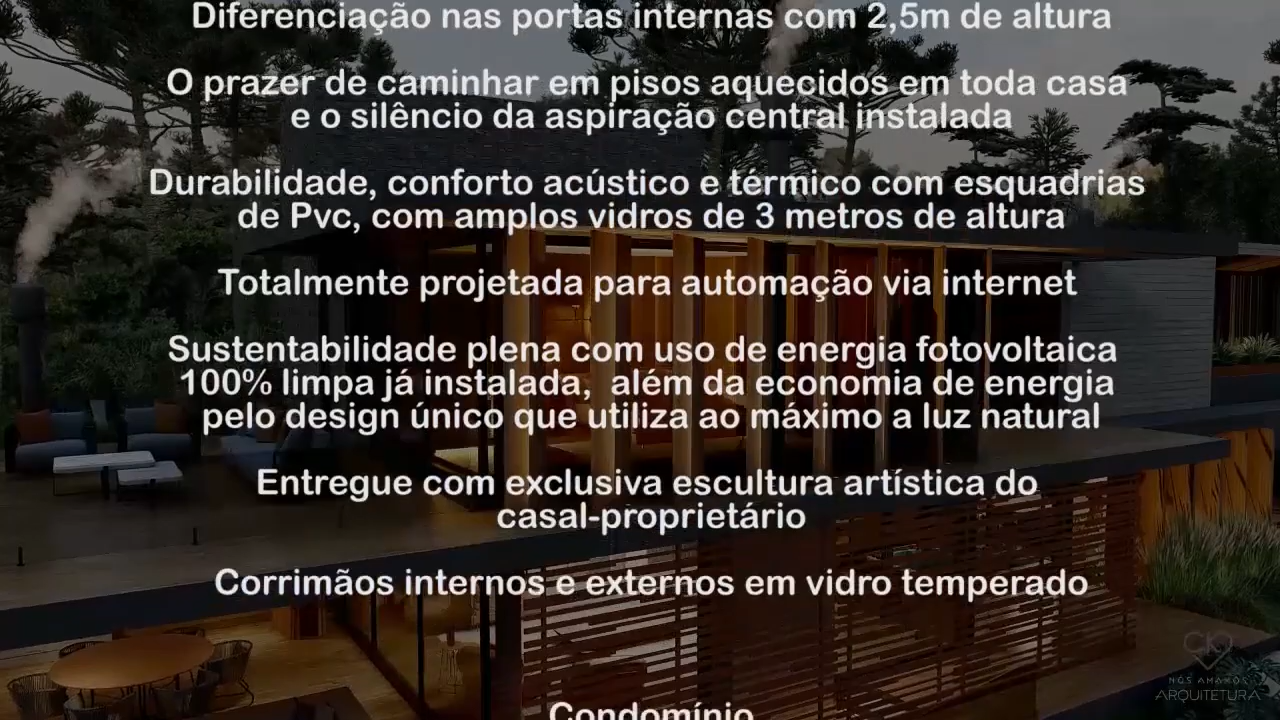 Diferenciação nas portas internas com 2,5m de altura
O prazer de caminhar em pisos aquecidos em toda casa
e o silêncio da aspiração central instalada
Durabilidade, conforto acústico e térmico com esquadrias
de Pvc, com amplos vidros de 3 metros de altura
Totalmente projetada para automação via internet
Sustentabilidade plena com uso de energia fotovoltaica
100% limpa já instalada, além da economia de energia
pelo design único que utiliza ao máximo a luz natural
Entregue com exclusiva escultura artística do
casal-proprietário
Corrimãos internos e externos em vidro temperado
NÓS AMAMOS
ARQUITETURA
Condomínio